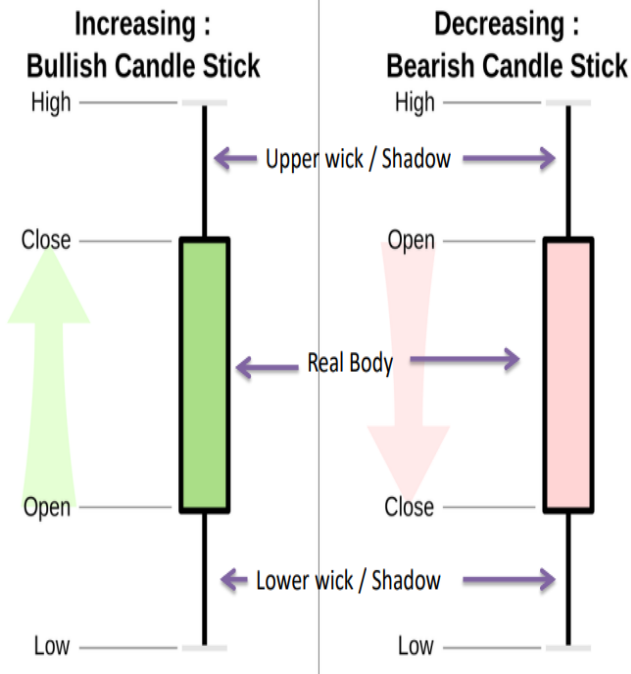 Increasing :
Bullish Candle Stick
Decreasing :
Bearish Candle Stick
High
High
Upper wick / Shadow
Close
Open
Real Body
Open
Close
Lower wick / Shadow
Low
Low